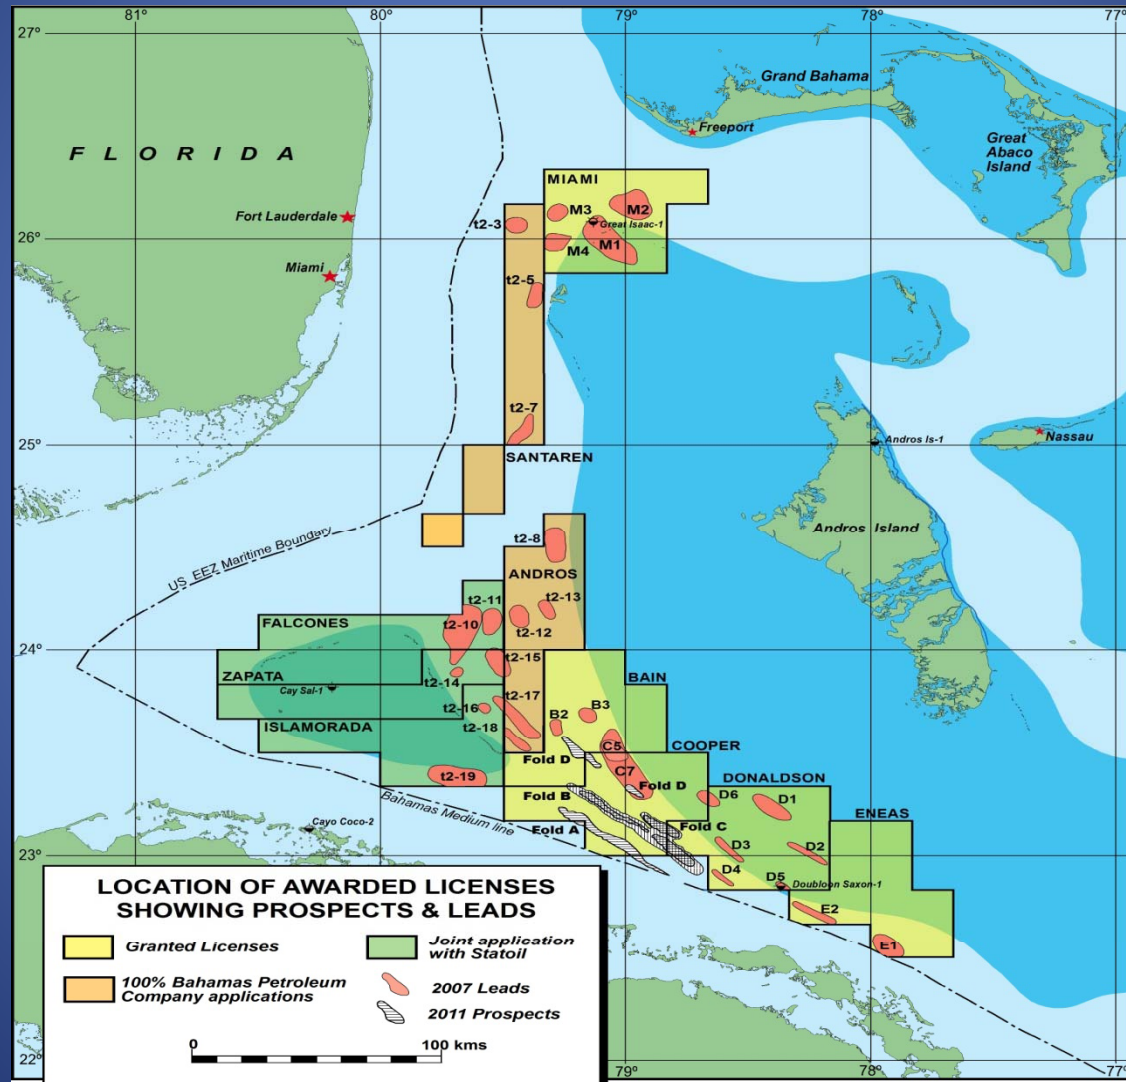 81° 80° 79° 78° 77°
27°
Grand Bahama
Freeport
Great
Abaco
Island
FLORIDA
MIAMI
M3 M2
Fort Lauderdale
t2-3
Great Isaac-1
26°
M4 M1
Miami
t2-5
t2-7
25°
SANTAREN
Andros Is-1
Nassau
Andros Island
US EEZ Maritime Boundary
t2-8
ANDROS
t2-11 t2-13
FALCONES t2-10
t2-12
24°
t2-15
ZAPATA
t2-14
BAIN
Cay Sal-1
t2-17
t2-16
B2 B3
ISLAMORADA
t2-18
C5 COOPER
Fold D
C7
t2-19
Fold D DONALDSON
Bahamas Medium line
Fold B
D6 D1
ENEAS
Cayo Coco-2
Fold A Fold C
D3 D2
23°
D4 D5
Doubloon Saxon-1
E2
E1
LOCATION OF AWARDED LICENSES
SHOWING PROSPECTS & LEADS
Granted Licenses
Joint application
with Statoil
100% Bahamas Petroleum
Company applications
2007 Leads
2011 Prospects
0 100 kms
22°
79° 78° 77°